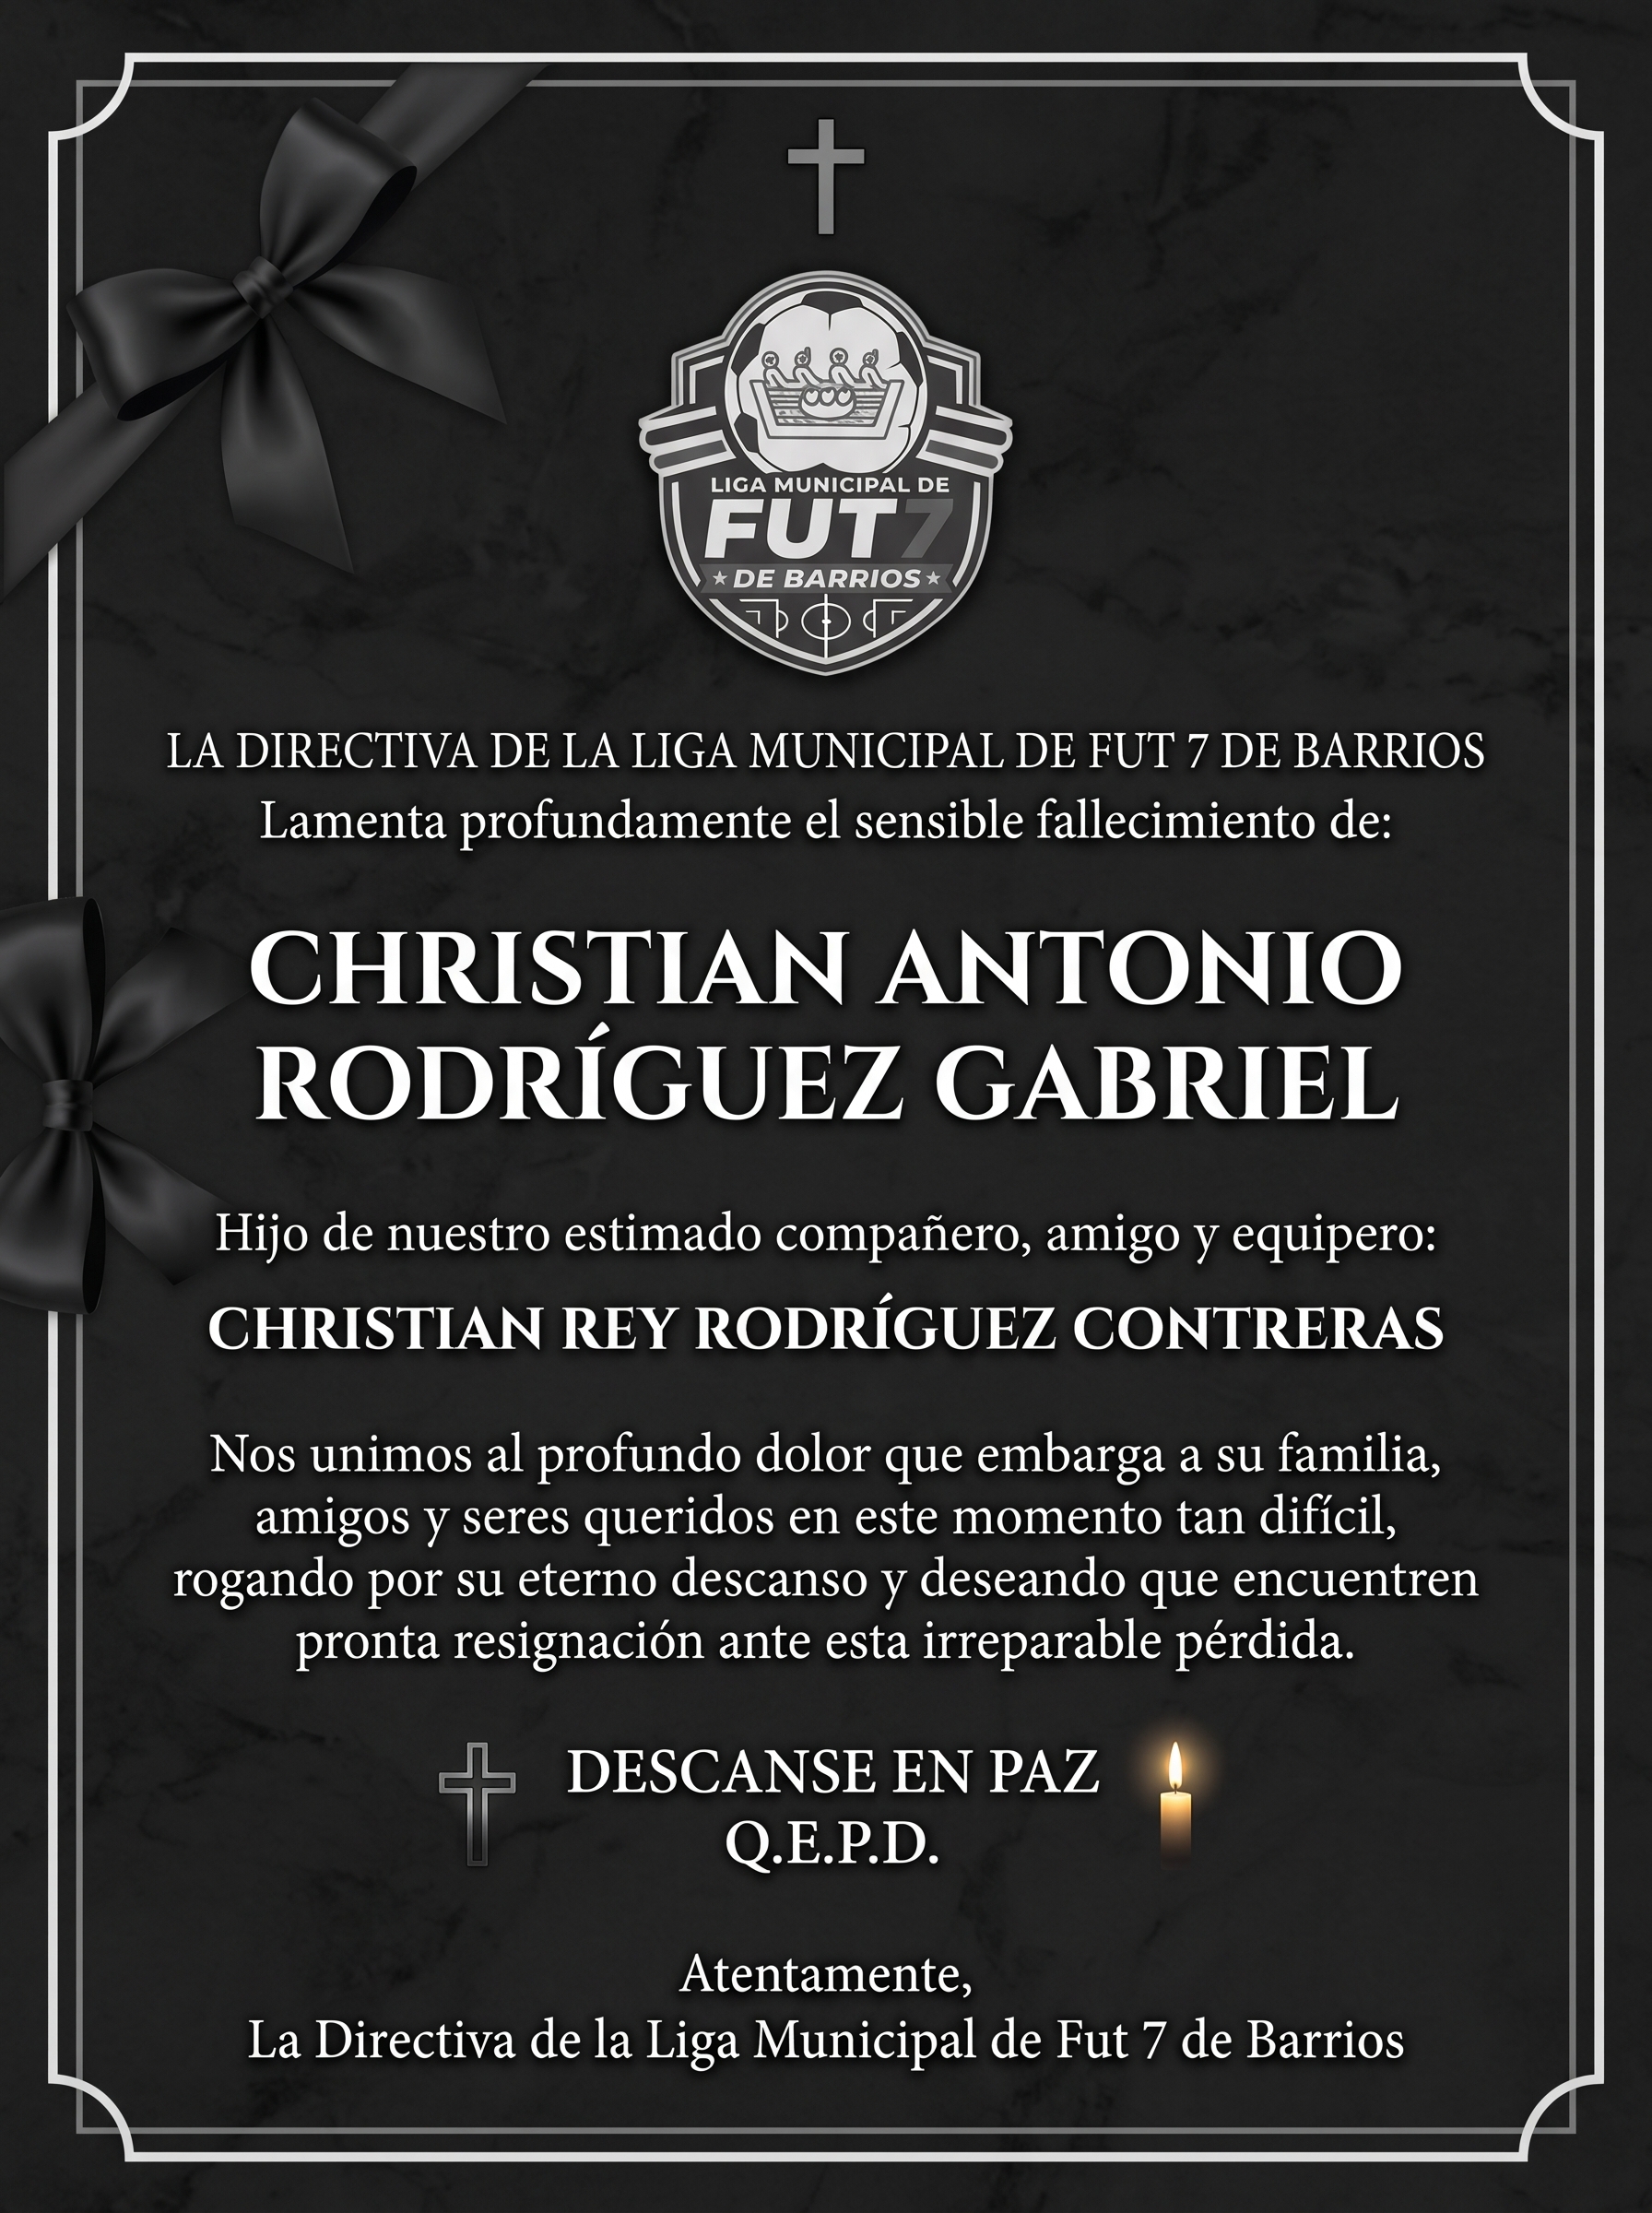 LIGA MUNICIPAL DE
FUT7
DE BARRIOS
LA DIRECTIVA DE LA LIGA MUNICIPAL DE FUT 7 DE BARRIOS
Lamenta profundamente el sensible fallecimiento de:
CHRISTIAN ANTONIO
RODRÍGUEZ GABRIEL
Hijo de nuestro estimado compañero, amigo y equipero:
CHRISTIAN REY RODRÍGUEZ CONTRERAS
Nos unimos al profundo dolor que embarga a su familia,
amigos y seres queridos en este momento tan difícil,
rogando por su eterno descanso y deseando que encuentren
pronta resignación ante esta irreparable pérdida.
DESCANSE EN PAZ
Q.E.P.D.
Atentamente,
La Directiva de la Liga Municipal de Fut 7 de Barrios